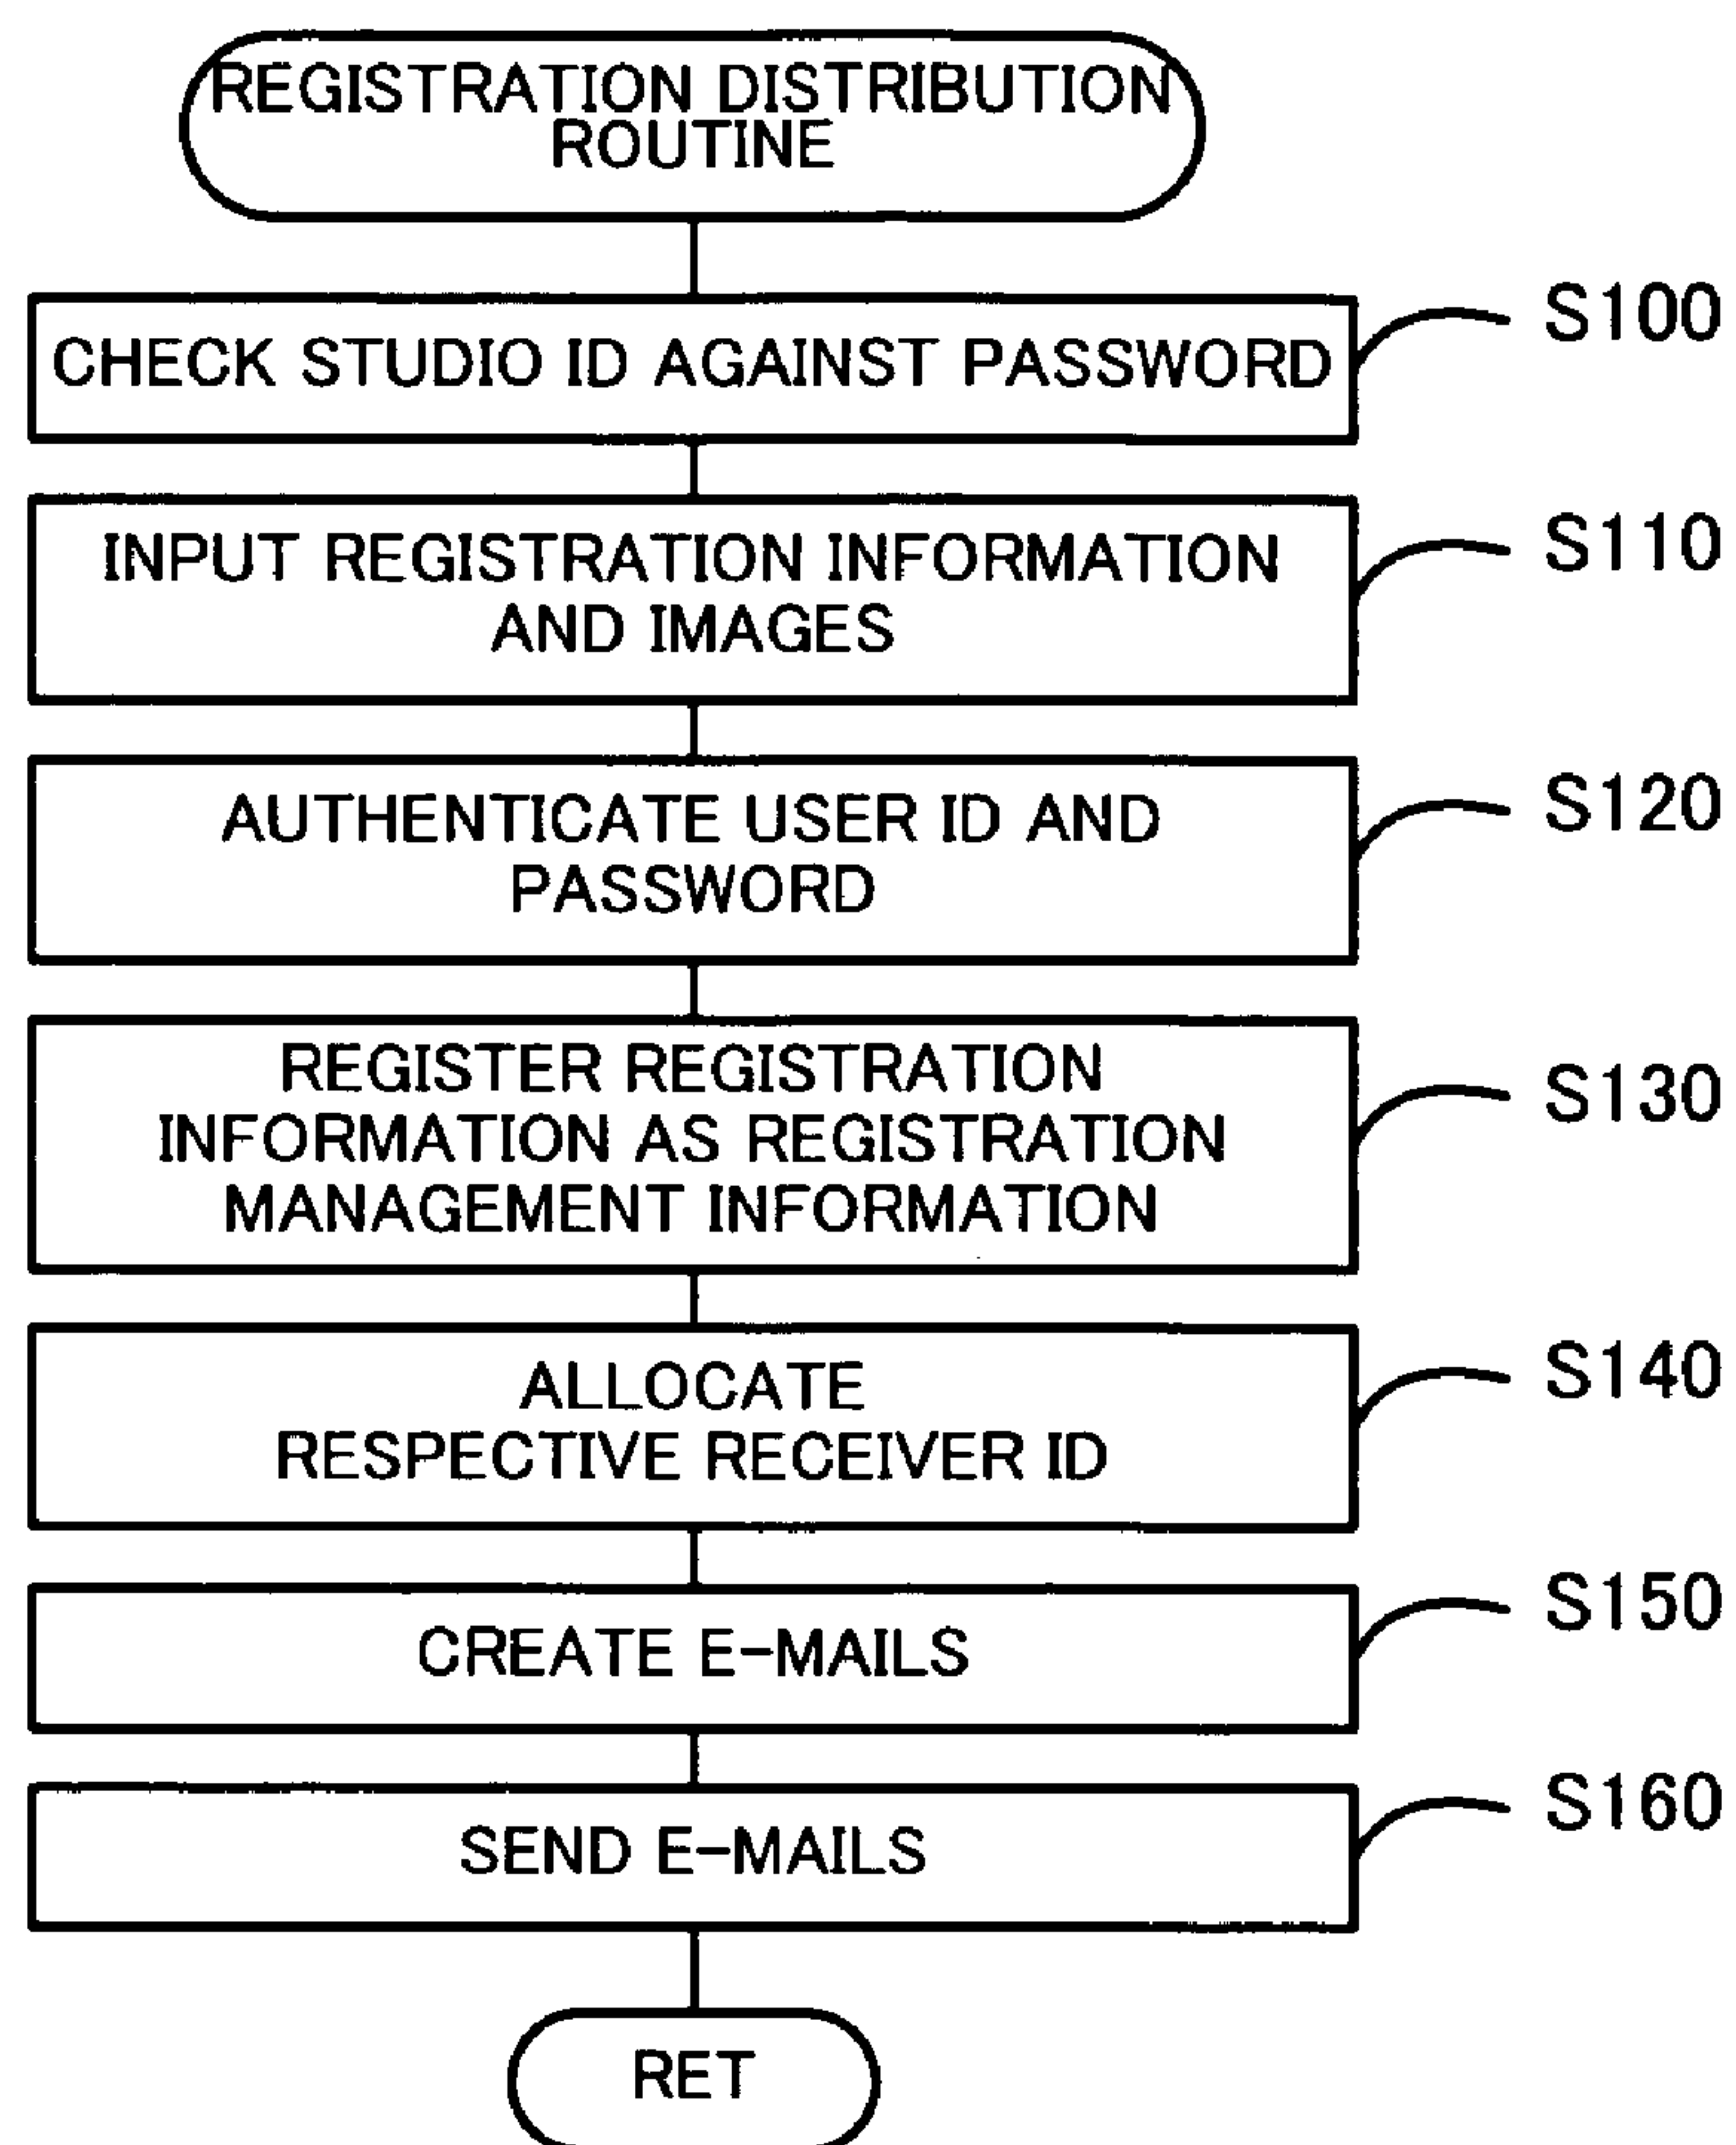 REGISTRATION DISTRIBUTION
ROUTINE
CHECK STUDIO ID AGAINST PASSWORD
S100
INPUT REGISTRATION INFORMATION
AND IMAGES
S110
AUTHENTICATE USER ID AND
PASSWORD
S120
REGISTER REGISTRATION
INFORMATION AS REGISTRATION
MANAGEMENT INFORMATION
S130
ALLOCATE
RESPECTIVE RECEIVER ID
S140
CREATE E-MAILS
S150
SEND E-MAILS
S160
RET